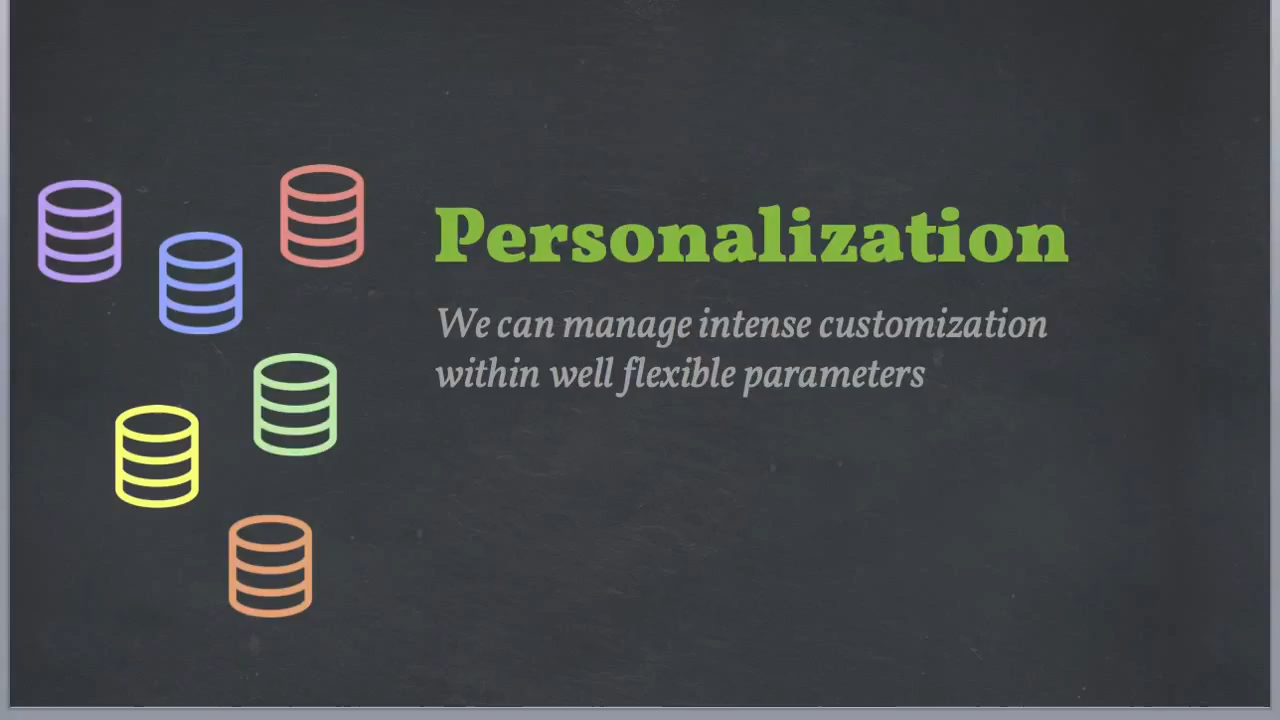 Personalization
We can manage intense customization
within well flexible parameters